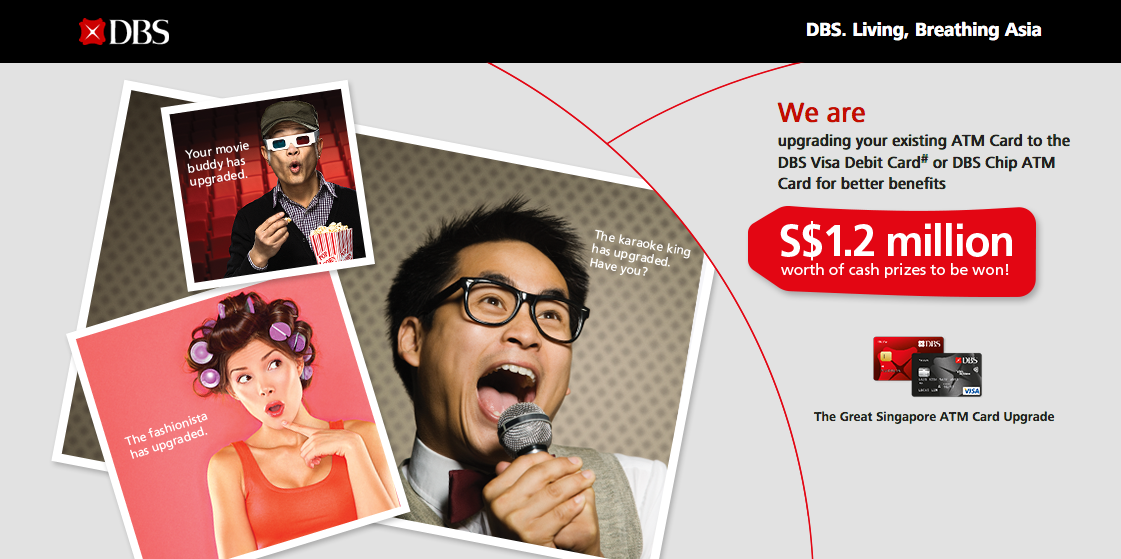 DBS
DBS. Living, Breathing Asia
Your movie
buddy has
upgraded.
The karaoke king
has upgraded.
Have you?
The fashionista
has upgraded.
We are
upgrading your existing ATM Card to the
DBS Visa Debit Card#  or DBS Chip ATM
Card for better benefits
S$1.2 million
worth of cash prizes to be won!
DBS
DBS
VISA
The Great Singapore ATM Card Upgrade